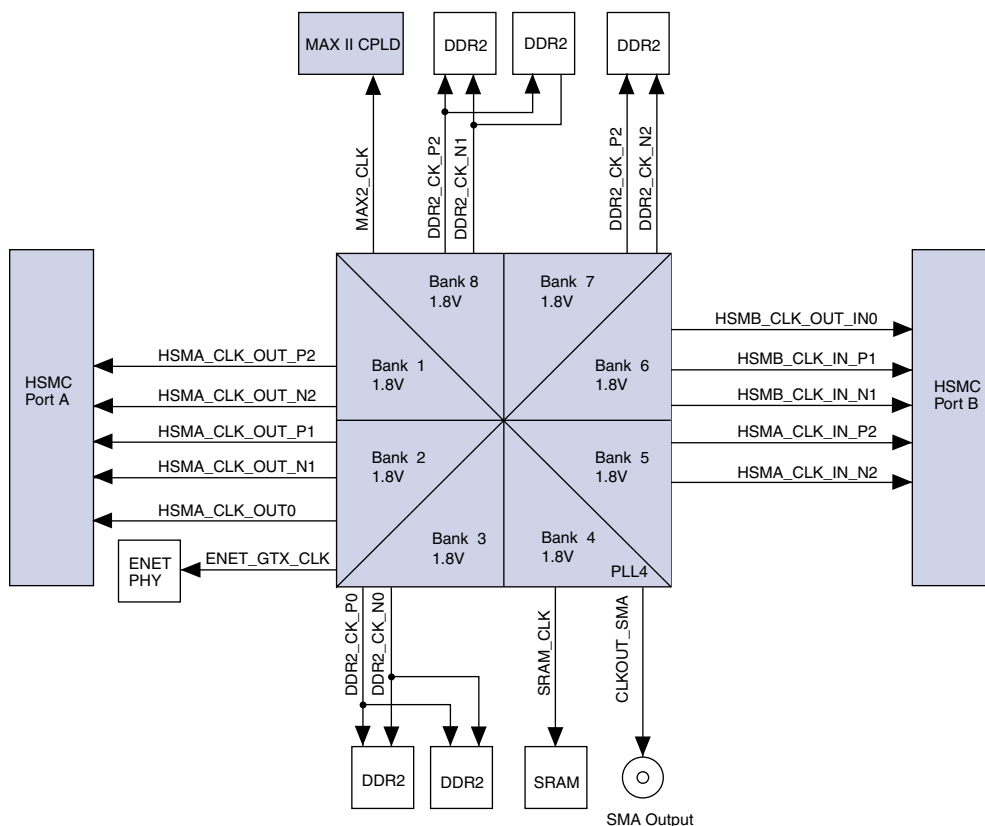 MAX II CPLD
DDR2
DDR2
DDR2
MAX2_CLK
DDR2_CK_P2
DDR2_CK_N1
DDR2_CK_P2
DDR2_CK_N2
HSMC
Port A
HSMA_CLK_OUT_P2
HSMA_CLK_OUT_N2
HSMA_CLK_OUT_P1
HSMA_CLK_OUT_N1
HSMA_CLK_OUT0
ENET_GTX_CLK
ENET
PHY
Bank 8
1.8V
Bank 7
1.8V
Bank 1
1.8V
Bank 6
1.8V
Bank 2
1.8V
Bank 5
1.8V
Bank 3
1.8V
Bank 4
1.8V
PLL4
HSMB_CLK_OUT_IN0
HSMB_CLK_IN_P1
HSMB_CLK_IN_N1
HSMA_CLK_IN_P2
HSMA_CLK_IN_N2
HSMC
Port B
DDR2_CK_P0
DDR2_CK_N0
SRAM_CLK
CLKOUT_SMA
DDR2
DDR2
SRAM
SMA Output